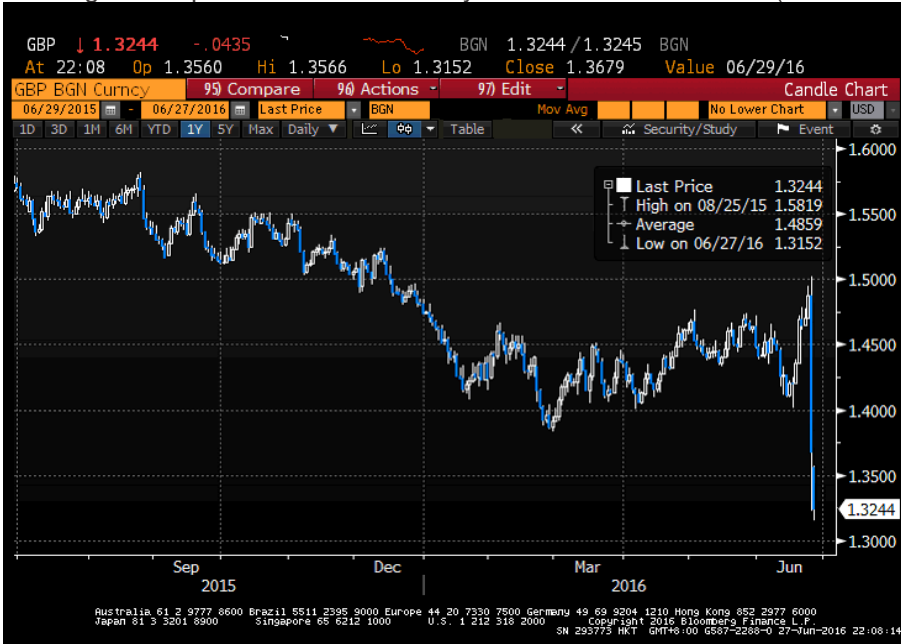 GBP ↓ 1.3244 -.0435 BGN 1.3244 / 1.3245 BGN
At 22:08 Op 1.3560 Hi 1.3566 Lo 1.3152 Close 1.3679 Value 06/29/16
GBP BGN Curncy 95) Compare 96) Actions 97) Edit Candle Chart
06/29/2015 - 06/27/2016 Last Price BGN Mov Avg No Lower Chart USD
1D 3D 1M 6M YTD 1Y 5Y Max Daily ▼ Table « Security/Study Event
1.6000
Last Price 1.3244
High on 08/25/15 1.5819
Average 1.4859
Low on 06/27/16 1.3152
1.5500
1.5000
1.4500
1.4000
1.3500
1.3244
1.3000
Sep Dec Mar Jun
2015 2016
Australia 61 2 9777 8600 Brazil 5511 2395 9000 Europe 44 20 7330 7500 Germany 49 69 9204 1210 Hong Kong 852 2977 6000
Japan 81 3 3201 8900 Singapore 65 6212 1000 U.S. 1 212 318 2000 Copyright 2016 Bloomberg Finance L.P.
SN 293773 HKT GMT+8:00 G587-2288-0 27-Jun-2016 22:08:14